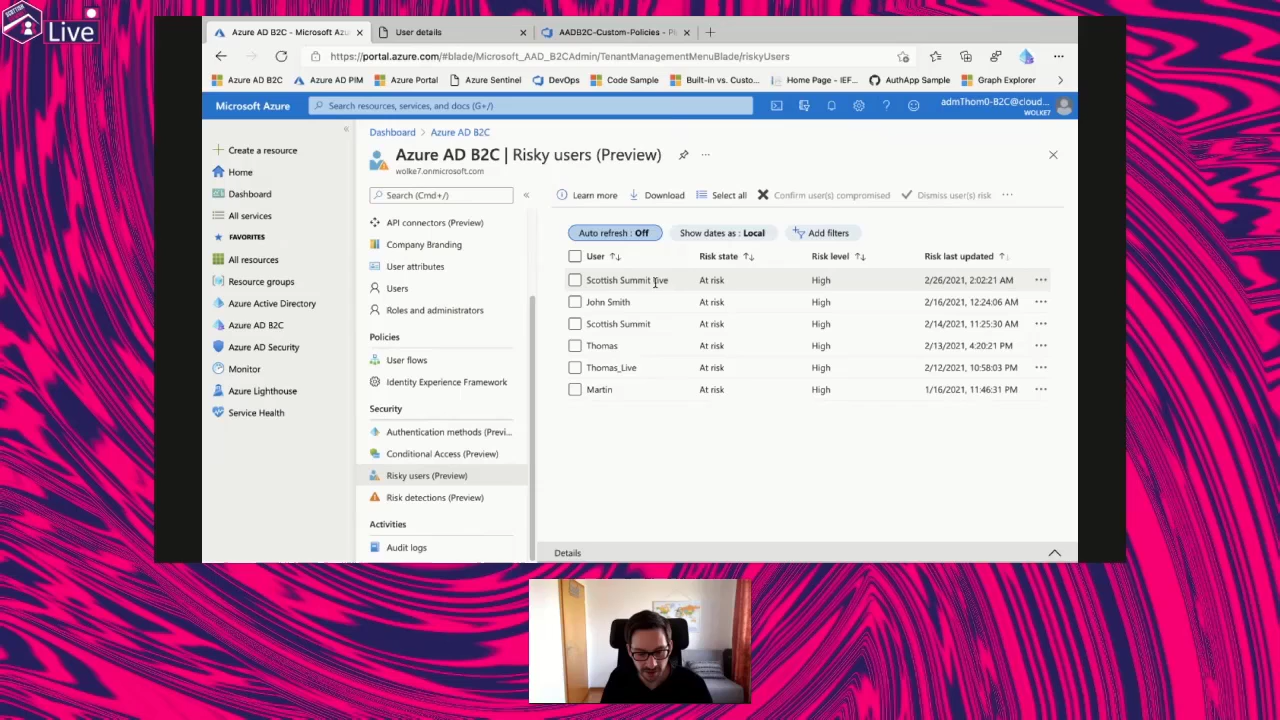 Live
Azure AD B2C - Microsoft Azu
User details
AADB2C-Custom-Policies -
https://portal.azure.com/#blade/Microsoft_AAD_B2CAdmin/TenantManagementMenuBlade/riskyUsers
Azure AD B2C
Azure AD PIM
Azure Portal
Azure Sentinel
DevOps
Code Sample
Built-in vs. Custo...
Home Page - IEF...
AuthApp Sample
Graph Explorer
Microsoft Azure
Search resources, services, and docs (G+/)
admThom0-B2C@cloud...
WOLKE7
Create a resource
Home
Dashboard
All services
FAVORITES
All resources
Resource groups
Azure Active Directory
Azure AD B2C
Azure AD Security
Monitor
Azure Lighthouse
Service Health
Dashboard > Azure AD B2C
Azure AD B2C | Risky users (Preview) ...
wolke7.onmicrosoft.com
Search (Cmd+/)
API connectors (Preview)
Company Branding
User attributes
Users
Roles and administrators
Policies
User flows
Identity Experience Framework
Security
Authentication methods (Previ...
Conditional Access (Preview)
Risky users (Preview)
Risk detections (Preview)
Activities
Audit logs
Learn more Download Select all Confirm user(s) compromised Dismiss user(s) risk ...
Auto refresh : Off Show dates as : Local Add filters
User Risk state Risk level Risk last updated
Scottish Summit Live At risk High 2/26/2021, 2:02:21 AM
John Smith At risk High 2/16/2021, 12:24:06 AM
Scottish Summit At risk High 2/14/2021, 11:25:30 AM
Thomas At risk High 2/13/2021, 4:20:21 PM
Thomas_Live At risk High 2/12/2021, 10:58:03 PM
Martin At risk High 1/16/2021, 11:46:31 PM
Details